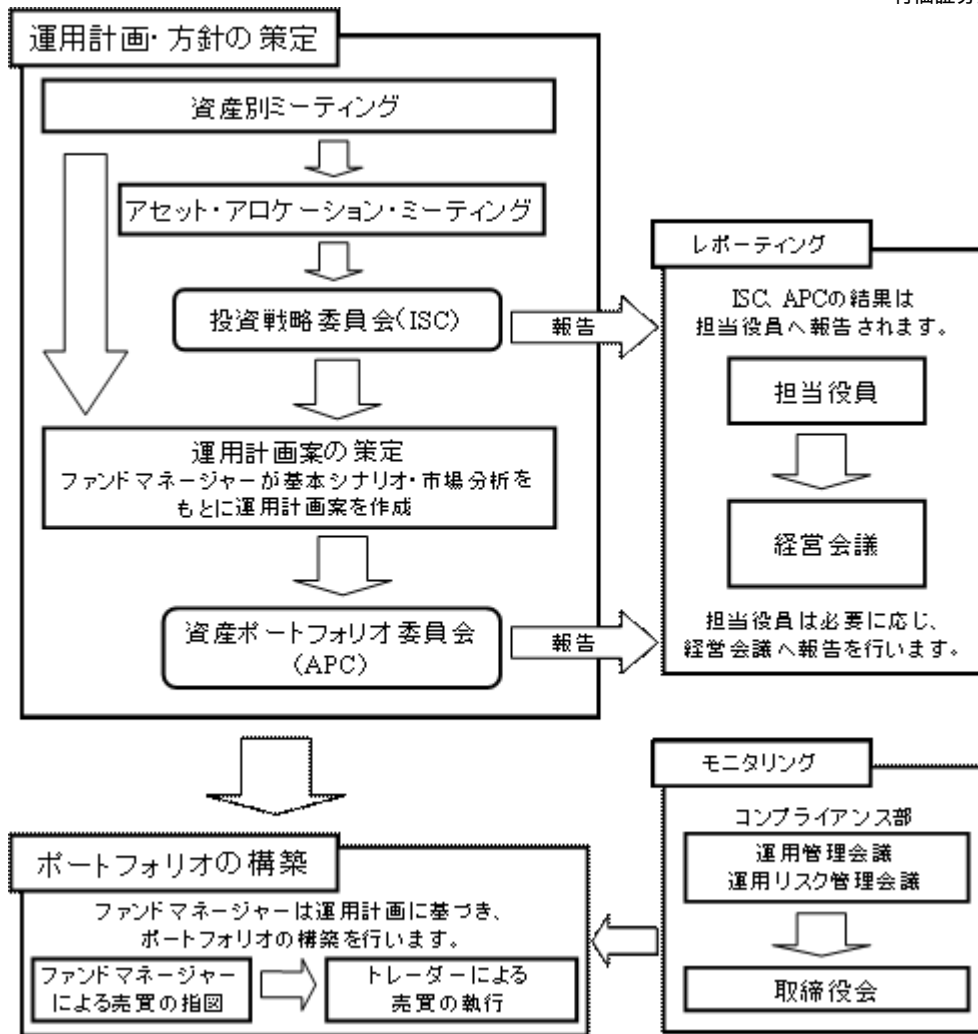 運用計画・方針の策定
資産別ミーティング
アセット・アロケーション・ミーティング
投資戦略委員会(ISC)
報告
運用計画案の策定
ファンドマネージャーが基本シナリオ・市場分析を
もとに運用計画案を作成
資産ポートフォリオ委員会
(APC)
報告
レポーティング
ISC、APCの結果は
担当役員へ報告されます。
担当役員
経営会議
担当役員は必要に応じ、
経営会議へ報告を行います。
ポートフォリオの構築
ファンドマネージャーは運用計画に基づき、
ポートフォリオの構築を行います。
ファンドマネージャー
による売買の指図
トレーダーによる
売買の執行
モニタリング
コンプライアンス部
運用管理会議
運用リスク管理会議
取締役会